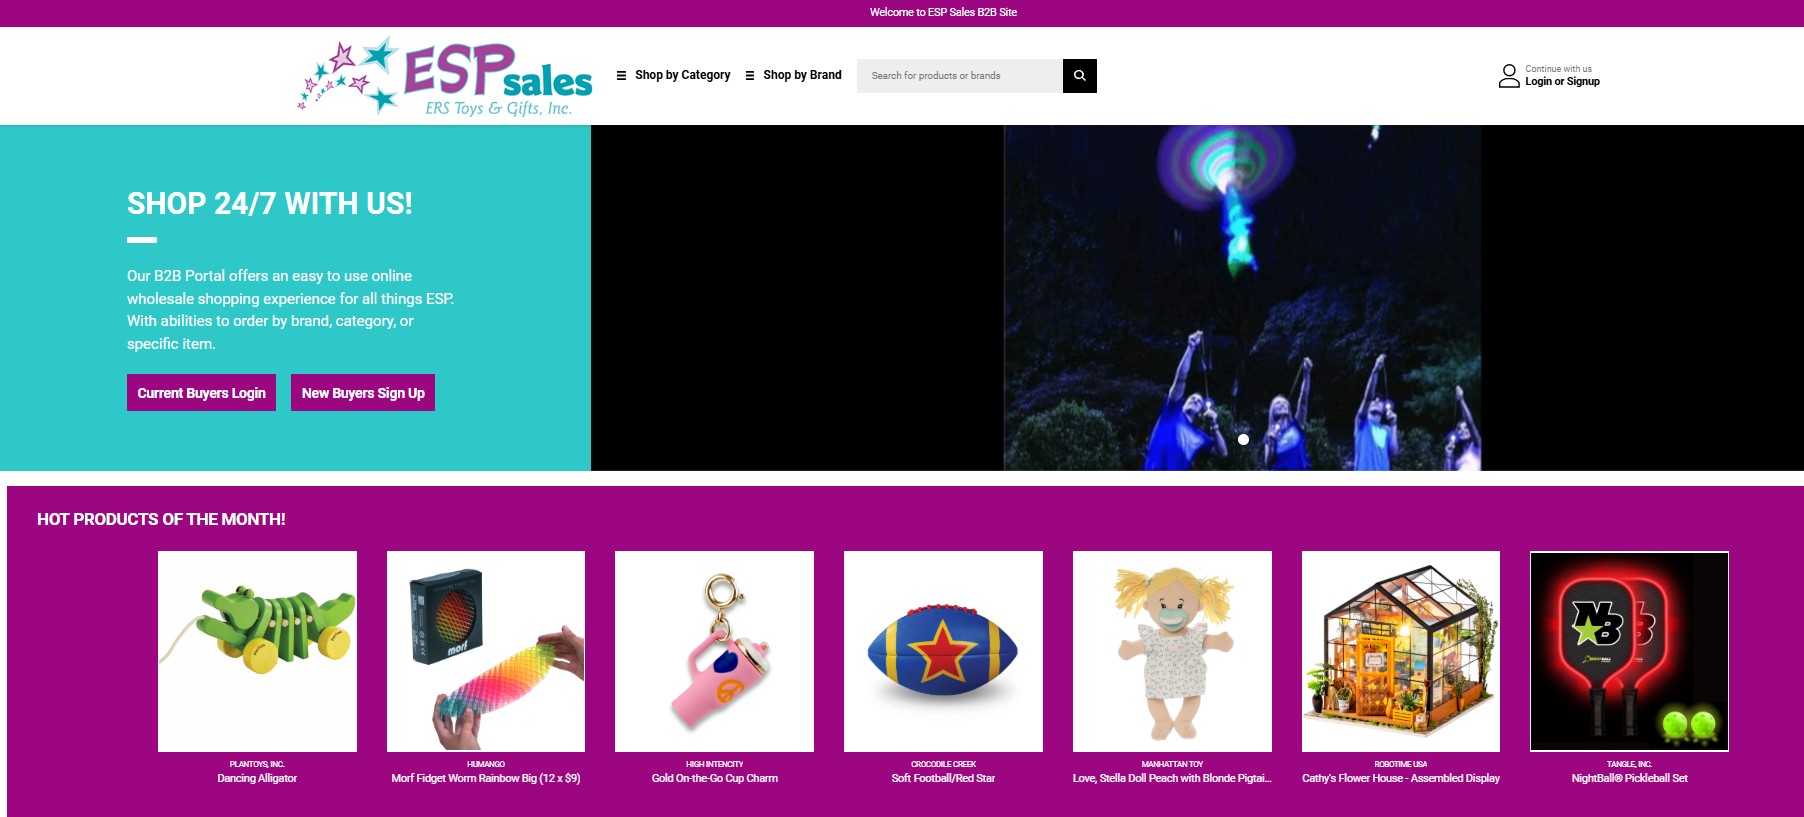 Welcome to ESP Sales B2B Site
ESP sales
ERS Toys & Gifts, Inc.
Shop by Category
Shop by Brand
Search for products or brands
Continue with us
Login or Signup
SHOP 24/7 WITH US!
Our B2B Portal offers an easy to use online
wholesale shopping experience for all things ESP.
With abilities to order by brand, category, or
specific item.
Current Buyers Login
New Buyers Sign Up
HOT PRODUCTS OF THE MONTH!
morf
NB
PLANTOYS, INC.
Dancing Alligator
HUMANGO
Morf Fidget Worm Rainbow Big (12 x $9)
HIGH INTENCITY
Gold On-the-Go Cup Charm
CROCODILE CREEK
Soft Football/Red Star
MANHATTAN TOY
Love, Stella Doll Peach with Blonde Pigtai...
ROBOTIME USA
Cathy's Flower House - Assembled Display
TANGLE, INC.
NightBall® Pickleball Set